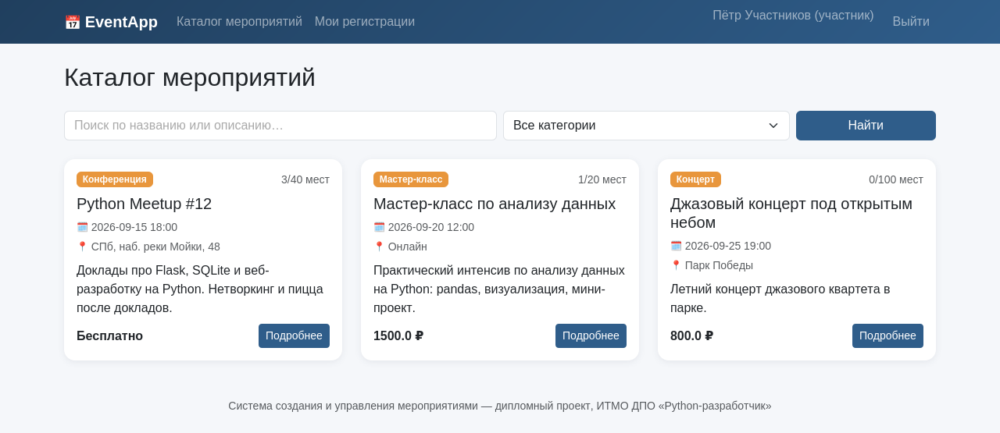 📅 EventApp Каталог мероприятий Мои регистрации Пётр Участников (участник) Выйти
Каталог мероприятий
Поиск по названию или описанию… Все категории Найти
Конференция 3/40 мест
Python Meetup #12
🗓️ 2026-09-15 18:00
📍 СПб, наб. реки Мойки, 48
Доклады про Flask, SQLite и веб-
разработку на Python. Нетворкинг и пицца
после докладов.
Бесплатно Подробнее
Мастер-класс 1/20 мест
Мастер-класс по анализу данных
🗓️ 2026-09-20 12:00
📍 Онлайн
Практический интенсив по анализу данных
на Python: pandas, визуализация, мини-
проект.
1500.0 ₽ Подробнее
Концерт 0/100 мест
Джазовый концерт под открытым
небом
🗓️ 2026-09-25 19:00
📍 Парк Победы
Летний концерт джазового квартета в
парке.
800.0 ₽ Подробнее
Система создания и управления мероприятиями — дипломный проект, ИТМО ДПО «Python-разработчик»